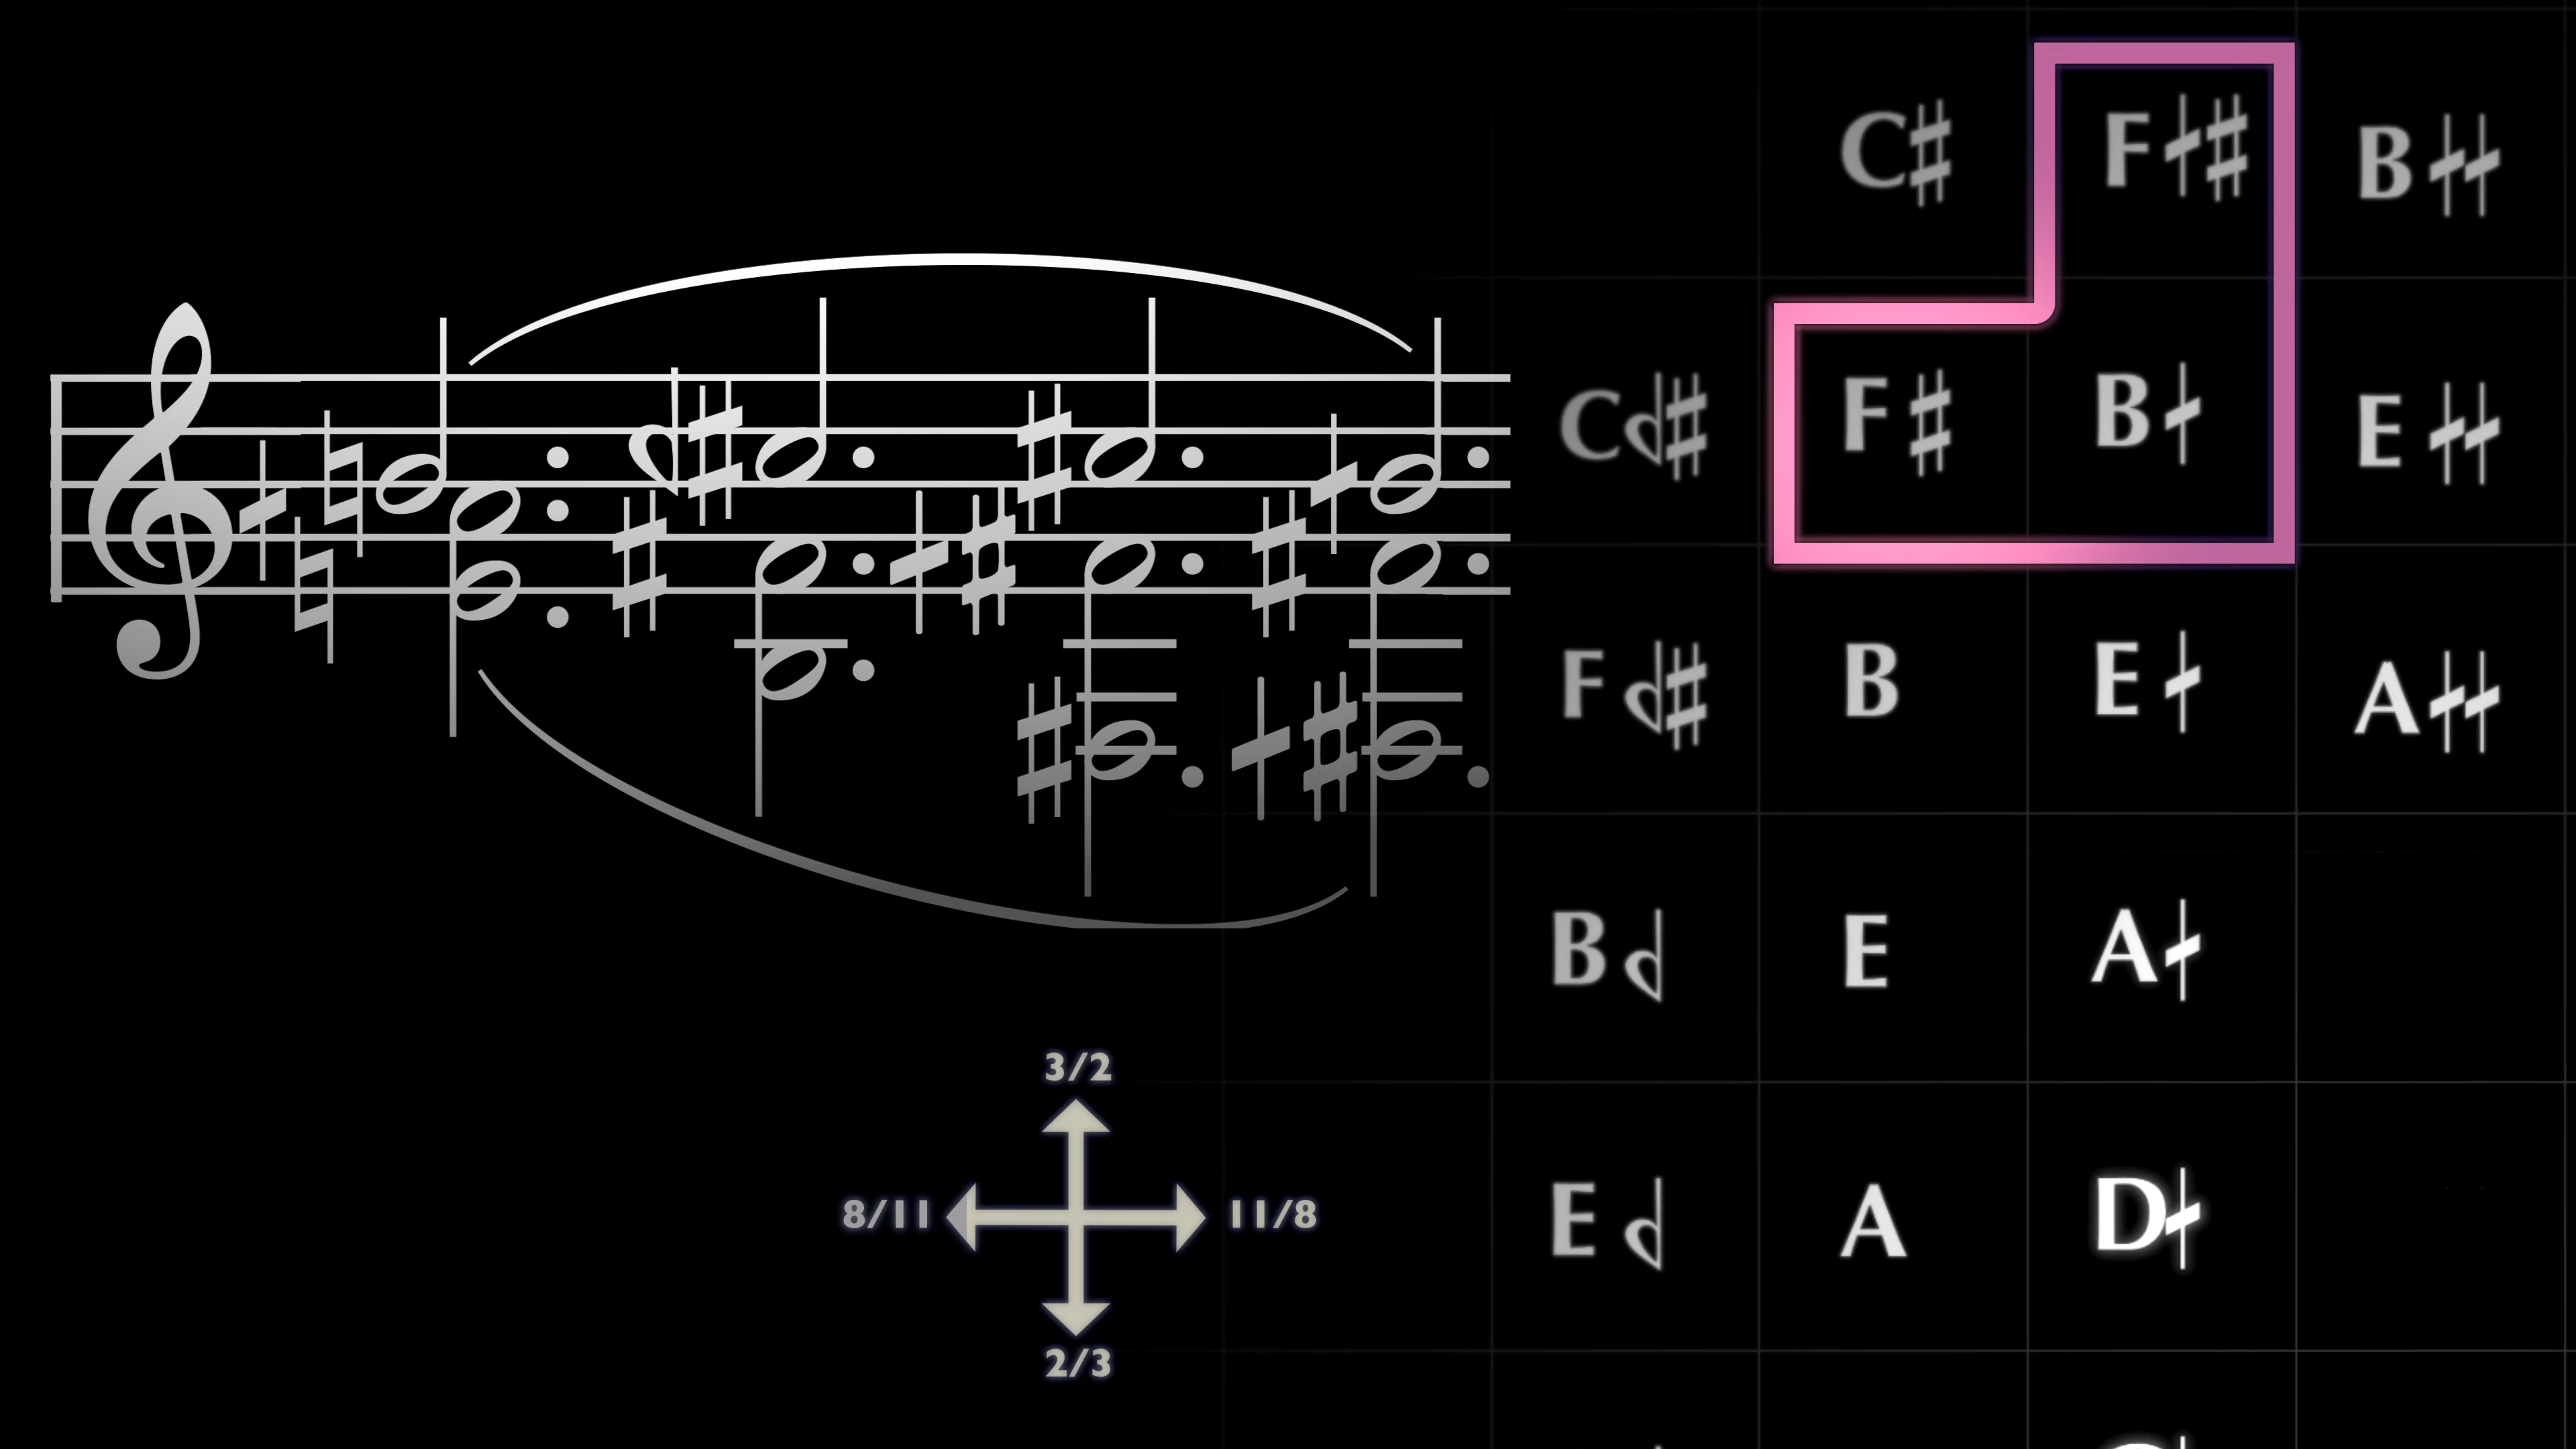 C♯ F𝄲♯ B𝄲𝄲
C𝄳♯ F♯ B𝄲 E𝄲𝄲
F𝄳♯ B E𝄲 A𝄲𝄲
B𝄳 E A𝄲
3/2
8/11 11/8
E𝄳 A D𝄲
2/3